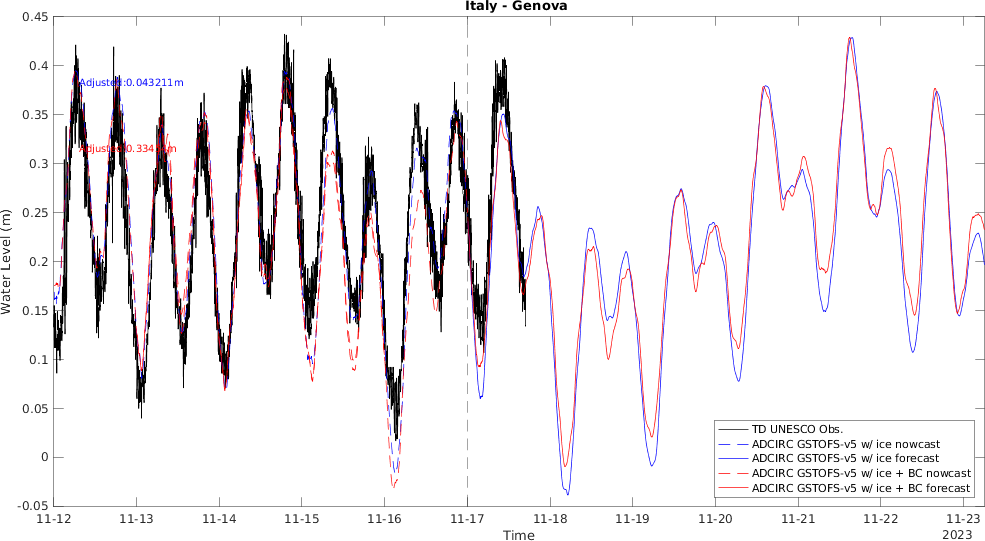 Italy - Genova
Water Level (m)
0.45
0.4
0.35
0.3
0.25
0.2
0.15
0.1
0.05
0
-0.05
Adjusted:0.043211m
TD UNESCO Obs.
ADCIRC GSTOFS-v5 w/ ice nowcast
ADCIRC GSTOFS-v5 w/ ice forecast
ADCIRC GSTOFS-v5 w/ ice + BC nowcast
ADCIRC GSTOFS-v5 w/ ice + BC forecast
11-12 11-13 11-14 11-15 11-16 11-17 11-18 11-19 11-20 11-21 11-22 11-23
Time
2023